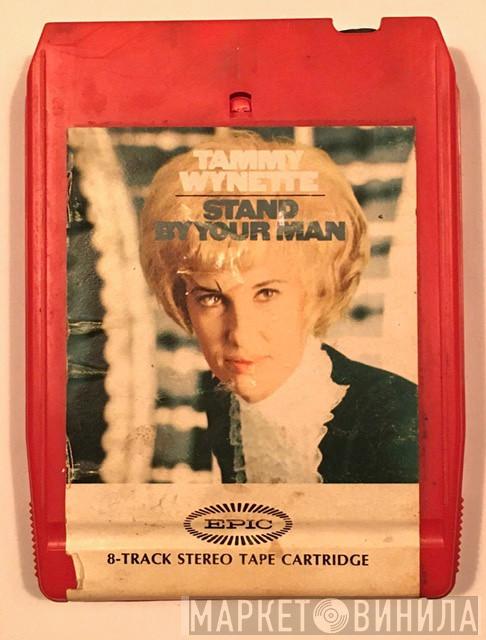 TAMMY
WYNETTE
STAND
BY YOUR MAN
EPIC
8-TRACK STEREO TAPE CARTRIDGE
МАРКЕТ ВИНИЛА